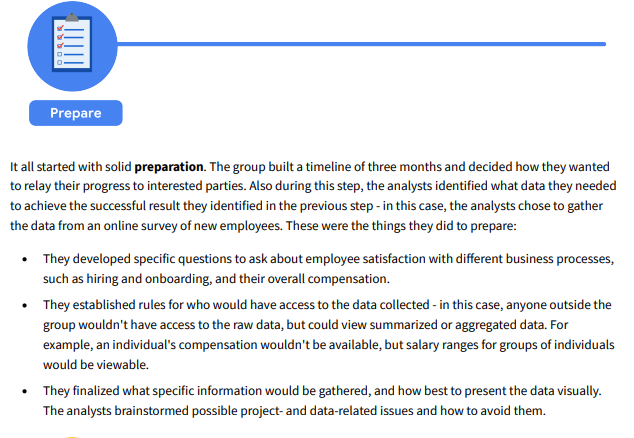 Prepare
It all started with solid preparation. The group built a timeline of three months and decided how they wanted
to relay their progress to interested parties. Also during this step, the analysts identified what data they needed
to achieve the successful result they identified in the previous step - in this case, the analysts chose to gather
the data from an online survey of new employees. These were the things they did to prepare:
• They developed specific questions to ask about employee satisfaction with different business processes,
such as hiring and onboarding, and their overall compensation.
• They established rules for who would have access to the data collected - in this case, anyone outside the
group wouldn't have access to the raw data, but could view summarized or aggregated data. For
example, an individual's compensation wouldn't be available, but salary ranges for groups of individuals
would be viewable.
• They finalized what specific information would be gathered, and how best to present the data visually.
The analysts brainstormed possible project- and data-related issues and how to avoid them.